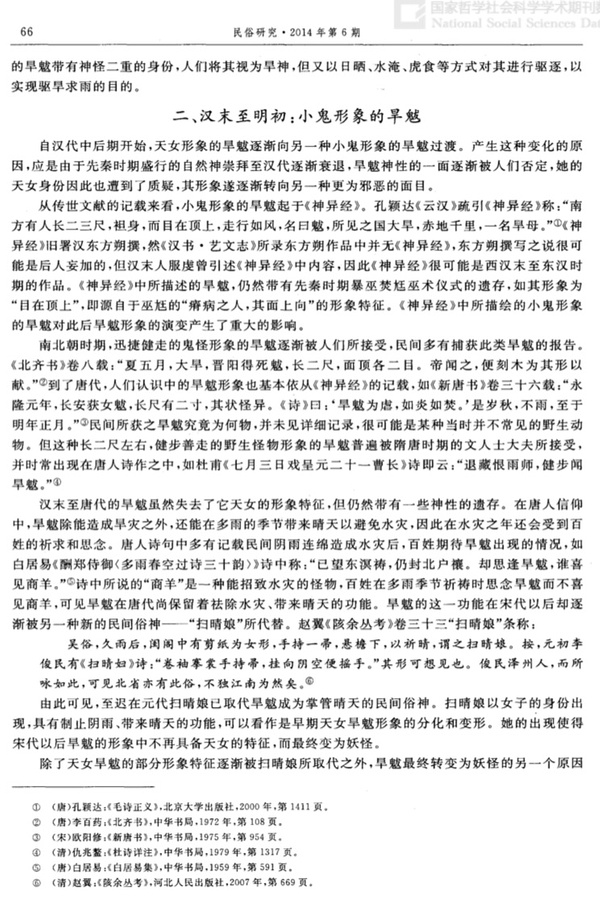 国家哲学社会科学学术期刊数
National Social Sciences Data
66
民俗研究·2014年第6期
的旱魃带有神怪二重的身份，人们将其视为旱神，但又以日晒、水淹、虎食等方式对其进行驱逐，以
实现驱旱求雨的目的。
二、汉末至明初：小鬼形象的旱魃
自汉代中后期开始，天女形象的旱魃逐渐向另一种小鬼形象的旱魃过渡。产生这种变化的原
因，应是由于先秦时期盛行的自然神崇拜至汉代逐渐衰退，旱魃神性的一面逐渐被人们否定，她的
天女身份因此也遭到了质疑，其形象遂逐渐转向另一种更为邪恶的面目。
从传世文献的记载来看，小鬼形象的旱魃起于《神异经》。孔颖达《云汉》疏引《神异经》称：“南
方有人长二三尺，袒身，而目在顶上，走行如风，名曰魃，所见之国大旱，赤地千里，一名旱母。”①《神
异经》旧署汉东方朔撰，然《汉书·艺文志》所录东方朔作品中并无《神异经》，东方朔撰写之说很可
能是后人妄加的，但汉末人服虔曾引述《神异经》中内容，因此《神异经》很可能是西汉末至东汉时
期的作品。《神异经》中所描述的旱魃，仍然带有先秦时期暴巫焚尪巫术仪式的遗存，如其形象为
“目在顶上”，即源自于巫尪的“瘠病之人，其面上向”的形象特征。《神异经》中所描绘的小鬼形象
的旱魃对此后旱魃形象的演变产生了重大的影响。
南北朝时期，迅捷健走的鬼怪形象的旱魃逐渐被人们所接受，民间多有捕获此类旱魃的报告。
《北齐书》卷八载：“夏五月，大旱，晋阳得死魃，长二尺，面顶各二目。帝闻之，便刻木为其形以
献。”②到了唐代，人们认识中的旱魃形象也基本依从《神异经》的记载，如《新唐书》卷三十六载：“永
隆元年，长安获女魃，长尺有二寸，其状怪异。《诗》曰：‘旱魃为虐，如炎如焚。’是岁秋，不雨，至于
明年正月。”③民间所获之旱魃究竟为何物，并未见详细记录，很可能是某种当时并不常见的野生动
物。但这种长二尺左右，健步善走的野生怪物形象的旱魃普遍被隋唐时期的文人士大夫所接受，
并时常出现在唐人诗作之中，如杜甫《七月三日戏呈元二十一曹长》诗即云：“退藏恨雨师，健步闻
旱魃。”④
汉末至唐代的旱魃虽然失去了它天女的形象特征，但仍然带有一些神性的遗存。在唐人信仰
中，旱魃除能造成旱灾之外，还能在多雨的季节带来晴天以避免水灾，因此在水灾之年还会受到百
姓的祈求和思念。唐人诗句中多有记载民间阴雨连绵造成水灾后，百姓期待旱魃出现的情况，如
白居易《酬郑侍御〈多雨春空过诗三十韵〉》诗中称：“已望东溟祷，仍封北户禳。却思逢旱魃，谁喜
见商羊。”⑤诗中所说的“商羊”是一种能招致水灾的怪物，百姓在多雨季节祈祷时思念旱魃而不喜
见商羊，可见旱魃在唐代尚保留着祛除水灾、带来晴天的功能。旱魃的这一功能在宋代以后却逐
渐被另一种新的民间俗神——“扫晴娘”所代替。赵翼《陔余丛考》卷三十三“扫晴娘”条称：
吴俗，久雨后，闺阁中有剪纸为女形，手持一帚，悬檐下，以祈晴，谓之扫晴娘。按，元初李
俊民有《扫晴妇》诗：“卷袖搴裳手持帚，挂向阴空便摇手。”其形可想见也。俊民泽州人，而所
咏如此，可见北省亦有此俗，不独江南为然矣。⑥
由此可见，至迟在元代扫晴娘已取代旱魃成为掌管晴天的民间俗神。扫晴娘以女子的身份出
现，具有制止阴雨、带来晴天的功能，可以看作是早期天女旱魃形象的分化和变形。她的出现使得
宋代以后旱魃的形象中不再具备天女的特征，而最终变为妖怪。
除了天女旱魃的部分形象特征逐渐被扫晴娘所取代之外，旱魃最终转变为妖怪的另一个原因
① （唐）孔颖达：《毛诗正义》，北京大学出版社，2000年，第1411页。
② （唐）李百药：《北齐书》，中华书局，1972年，第108页。
③ （宋）欧阳修：《新唐书》，中华书局，1975年，第954页。
④ （清）仇兆鳌：《杜诗详注》，中华书局，1979年，第1317页。
⑤ （唐）白居易：《白居易集》，中华书局，1959年，第591页。
⑥ （清）赵翼：《陔余丛考》，河北人民出版社，2007年，第669页。